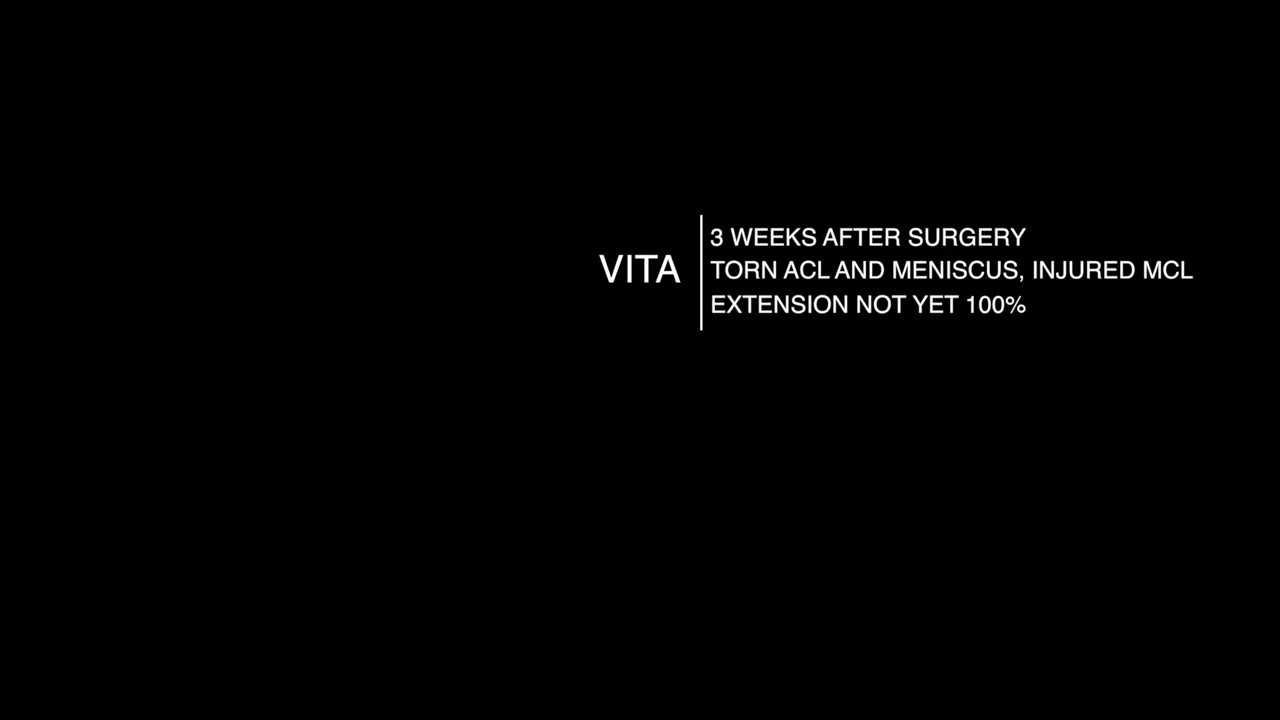 VITA
3 WEEKS AFTER SURGERY
TORN ACL AND MENISCUS, INJURED MCL
EXTENSION NOT YET 100%